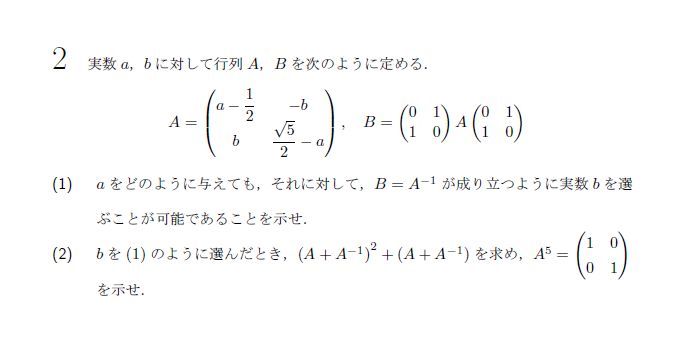 2 実数 a,b に対して行列 A,B を次のように定める.
A = \begin{pmatrix} a - \frac{1}{2} & -b \\ b & \frac{\sqrt{5}}{2} - a \end{pmatrix}, B = \begin{pmatrix} 0 & 1 \\ 1 & 0 \end{pmatrix} A \begin{pmatrix} 0 & 1 \\ 1 & 0 \end{pmatrix}
(1) a をどのように与えても,それに対して,B = A^{-1} が成り立つように実数 b を選
ぶことが可能であることを示せ.
(2) b を (1) のように選んだとき,(A + A^{-1})^2 + (A + A^{-1}) を求め,A^5 = \begin{pmatrix} 1 & 0 \\ 0 & 1 \end{pmatrix}
を示せ.